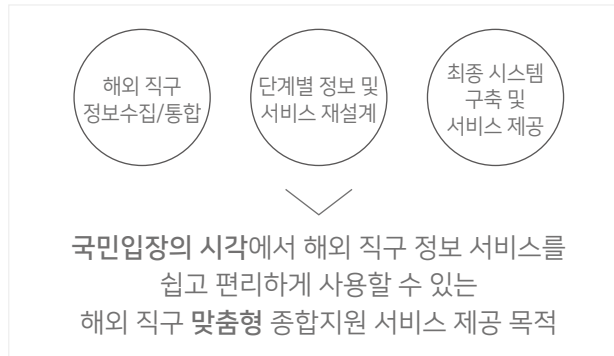 해외 직구
정보수집/통합
단계별 정보 및
서비스 재설계
최종 시스템
구축 및
서비스 제공
국민입장의 시각에서 해외 직구 정보 서비스를
쉽고 편리하게 사용할 수 있는
해외 직구 맞춤형 종합지원 서비스 제공 목적